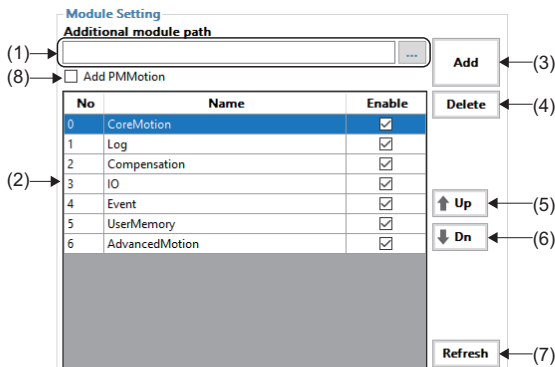 Module Setting
Additional module path
(1)
...
Add
(3)
(8)
Add PMMotion
No Name Enable
Delete
(4)
0 CoreMotion
1 Log
2 Compensation
(2)
3 IO
4 Event
Up
(5)
5 UserMemory
6 AdvancedMotion
Dn
(6)
Refresh
(7)